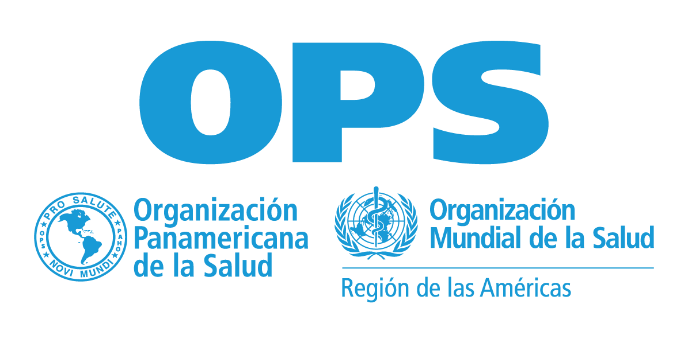 OPS
PRO SALUTE
NOVI MUNDI
Organización
Panamericana
de la Salud
Organización
Mundial de la Salud
Región de las Américas